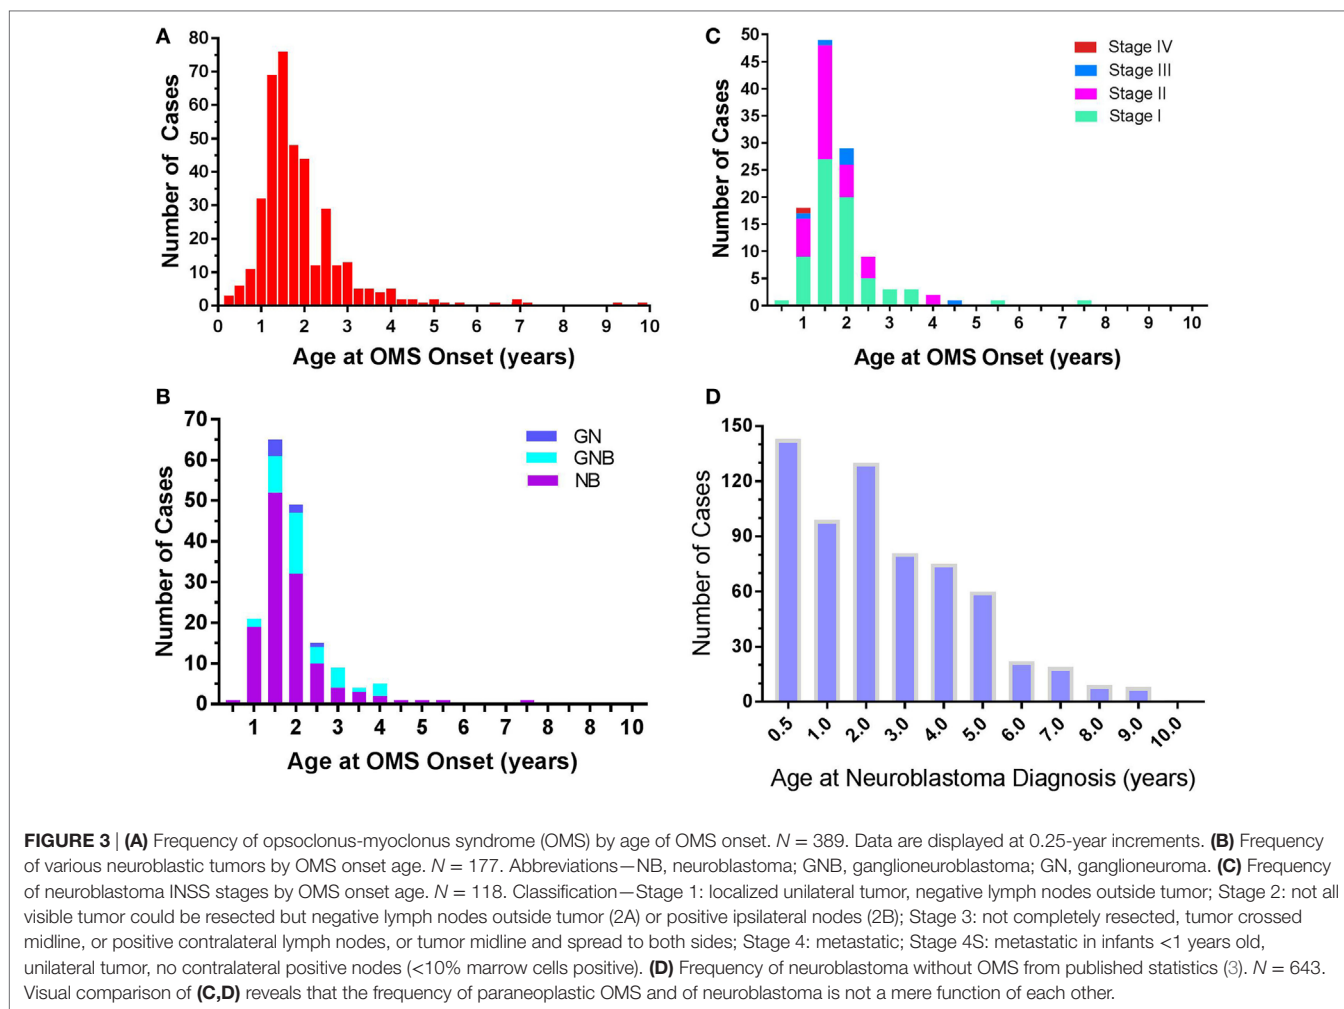 A
80
70
60
50
40
30
20
10
0
Number of Cases
0 1 2 3 4 5 6 7 8 9 10
Age at OMS Onset (years)
C
50
45
40
35
30
25
20
15
10
5
0
Number of Cases
Stage IV
Stage III
Stage II
Stage I
1 2 3 4 5 6 7 8 9 10
Age at OMS Onset (years)
B
70
60
50
40
30
20
10
0
Number of Cases
GN
GNB
NB
1 2 3 4 5 6 7 8 9 10
Age at OMS Onset (years)
D
150
120
90
60
30
0
Number of Cases
0.5 1.0 2.0 3.0 4.0 5.0 6.0 7.0 8.0 9.0 10.0
Age at Neuroblastoma Diagnosis (years)
FIGURE 3 | (A) Frequency of opsoclonus-myoclonus syndrome (OMS) by age of OMS onset. N = 389. Data are displayed at 0.25-year increments. (B) Frequency
of various neuroblastic tumors by OMS onset age. N = 177. Abbreviations—NB, neuroblastoma; GNB, ganglioneuroblastoma; GN, ganglioneuroma. (C) Frequency
of neuroblastoma INSS stages by OMS onset age. N = 118. Classification—Stage 1: localized unilateral tumor, negative lymph nodes outside tumor; Stage 2: not all
visible tumor could be resected but negative lymph nodes outside tumor (2A) or positive ipsilateral nodes (2B); Stage 3: not completely resected, tumor crossed
midline, or positive contralateral lymph nodes, or tumor midline and spread to both sides; Stage 4: metastatic; Stage 4S: metastatic in infants <1 years old,
unilateral tumor, no contralateral positive nodes (<10% marrow cells positive). (D) Frequency of neuroblastoma without OMS from published statistics (3). N = 643.
Visual comparison of (C,D) reveals that the frequency of paraneoplastic OMS and of neuroblastoma is not a mere function of each other.